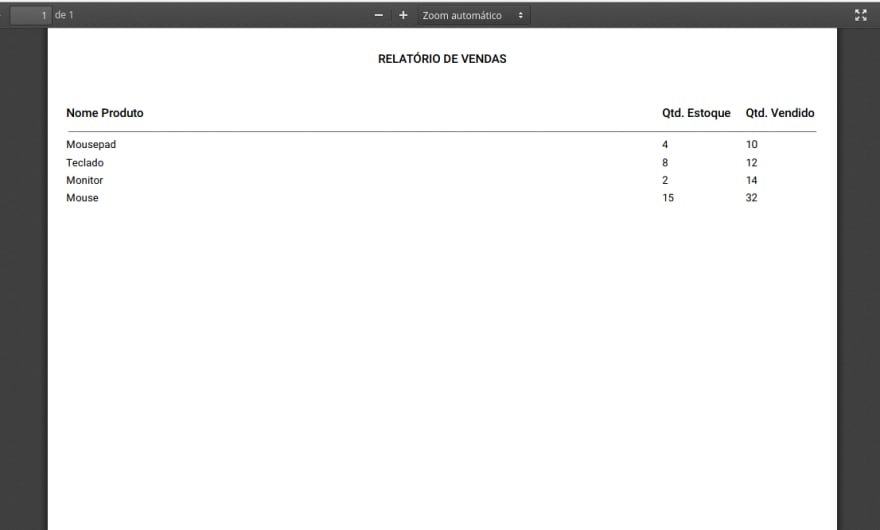 1 de 1 − + Zoom automático
RELATÓRIO DE VENDAS
Nome Produto Qtd. Estoque Qtd. Vendido
Mousepad 4 10
Teclado 8 12
Monitor 2 14
Mouse 15 32